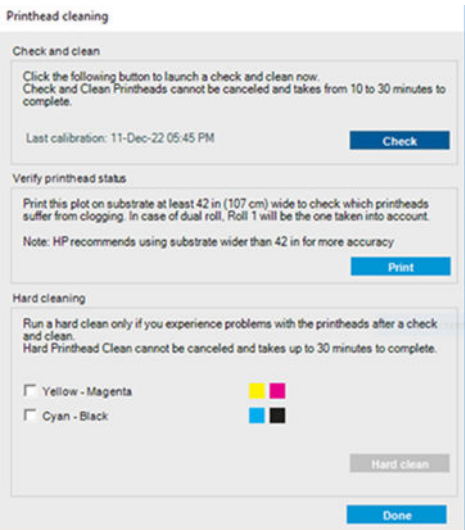 Printhead cleaning
Check and clean
Click the following button to launch a check and clean now.
Check and Clean Printheads cannot be canceled and takes from 10 to 30 minutes to
complete.
Last calibration: 11-Dec-22 05:45 PM
Check
Verify printhead status
Print this plot on substrate at least 42 in (107 cm) wide to check which printheads
suffer from clogging. In case of dual roll, Roll 1 will be the one taken into account.
Note: HP recommends using substrate wider than 42 in for more accuracy
Print
Hard cleaning
Run a hard clean only if you experience problems with the printheads after a check
and clean.
Hard Printhead Clean cannot be canceled and takes up to 30 minutes to complete.
Yellow - Magenta
Cyan - Black
Hard clean
Done